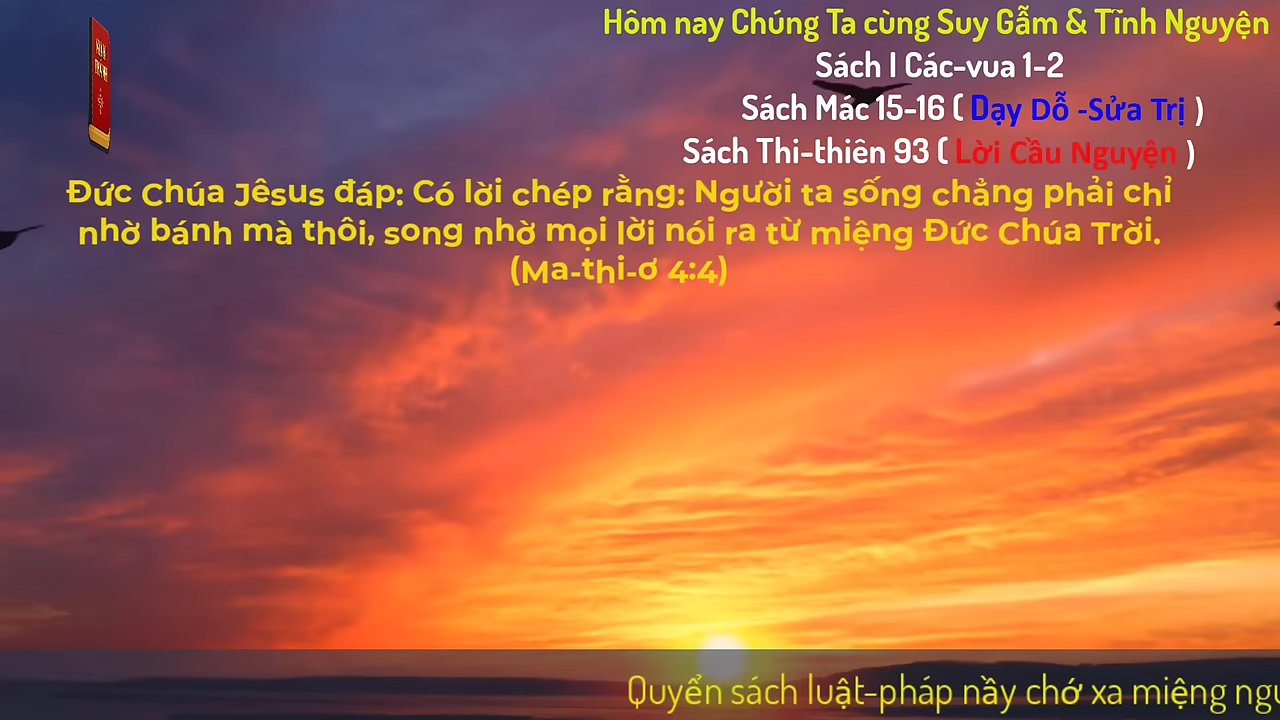 Hôm nay Chúng Ta cùng Suy Gẫm & Tĩnh Nguyện
Sách I Các-vua 1-2
Sách Mác 15-16 ( Dạy Dỗ -Sửa Trị )
Sách Thi-thiên 93 ( Lời Cầu Nguyện )
Đức Chúa Jêsus đáp: Có lời chép rằng: Người ta sống chẳng phải chỉ
nhờ bánh mà thôi, song nhờ mọi lời nói ra từ miệng Đức Chúa Trời.
(Ma-thi-ơ 4:4)
Quyển sách luật-pháp nầy chớ xa miệng